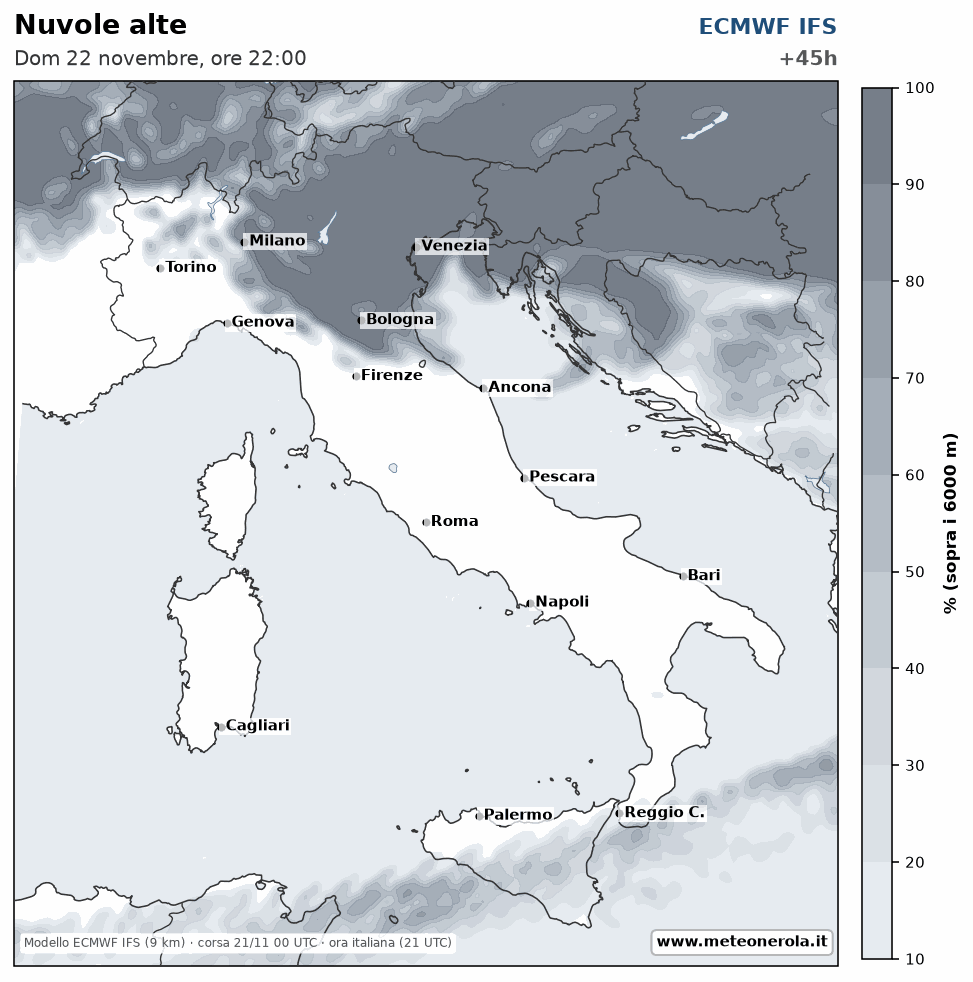 Nuvole alte
ECMWF IFS
Dom 22 novembre, ore 22:00
+45h
100
90
80
70
60
50
40
30
20
10
% (sopra i 6000 m)
Milano
Venezia
Torino
Genova
Bologna
Firenze
Ancona
Pescara
Roma
Bari
Napoli
Cagliari
Palermo
Reggio C.
Modello ECMWF IFS (9 km) · corsa 21/11 00 UTC · ora italiana (21 UTC)
www.meteonerola.it